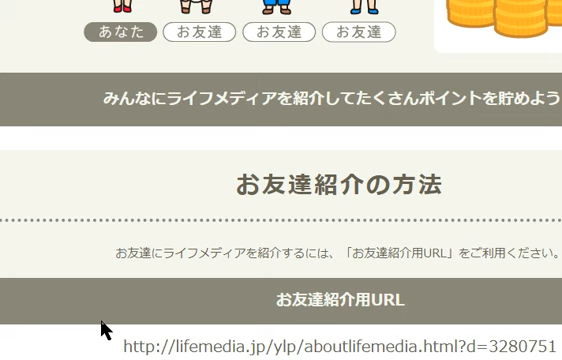 あなた お友達 お友達 お友達
みんなにライフメディアを紹介してたくさんポイントを貯めよう
お友達紹介の方法
お友達にライフメディアを紹介するには、「お友達紹介用URL」をご利用ください。
お友達紹介用URL
http://lifemedia.jp/ylp/aboutlifemedia.html?d=3280751